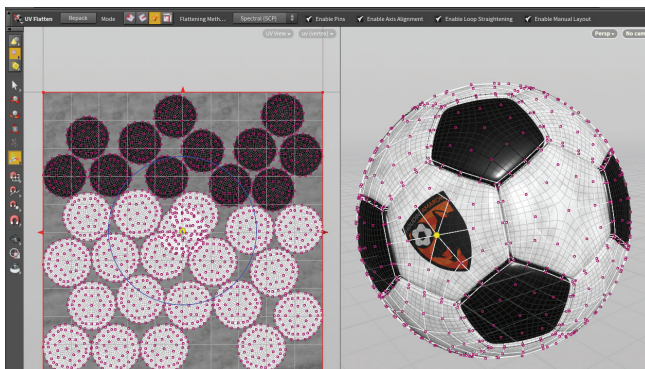 UV Flatten Repack Mode Flattening Meth... Spectral (SCP) Enable Pins Enable Axis Alignment Enable Loop Straightening Enable Manual Layout
UV View uv (vertex) Persp No cam